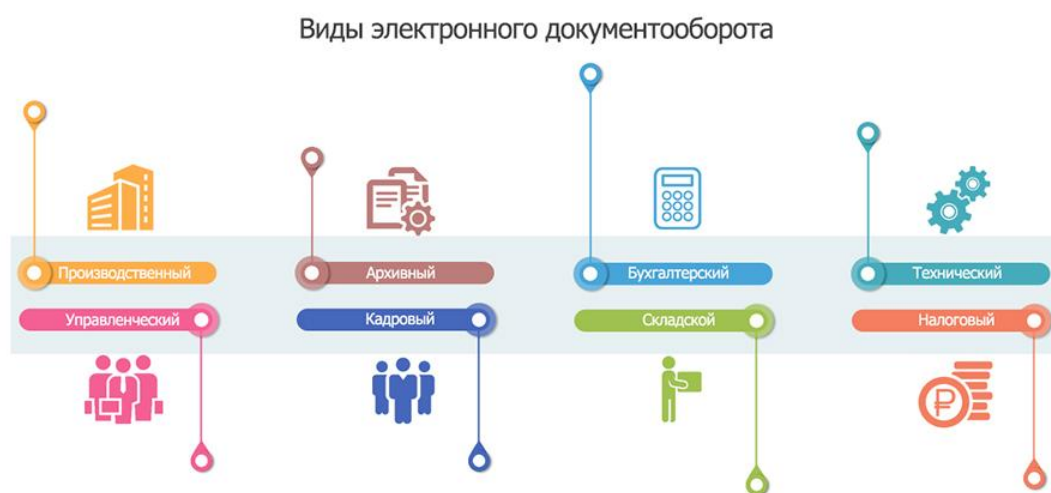 Виды электронного документооборота
Производственный
Архивный
Бухгалтерский
Технический
Управленческий
Кадровый
Складской
Налоговый